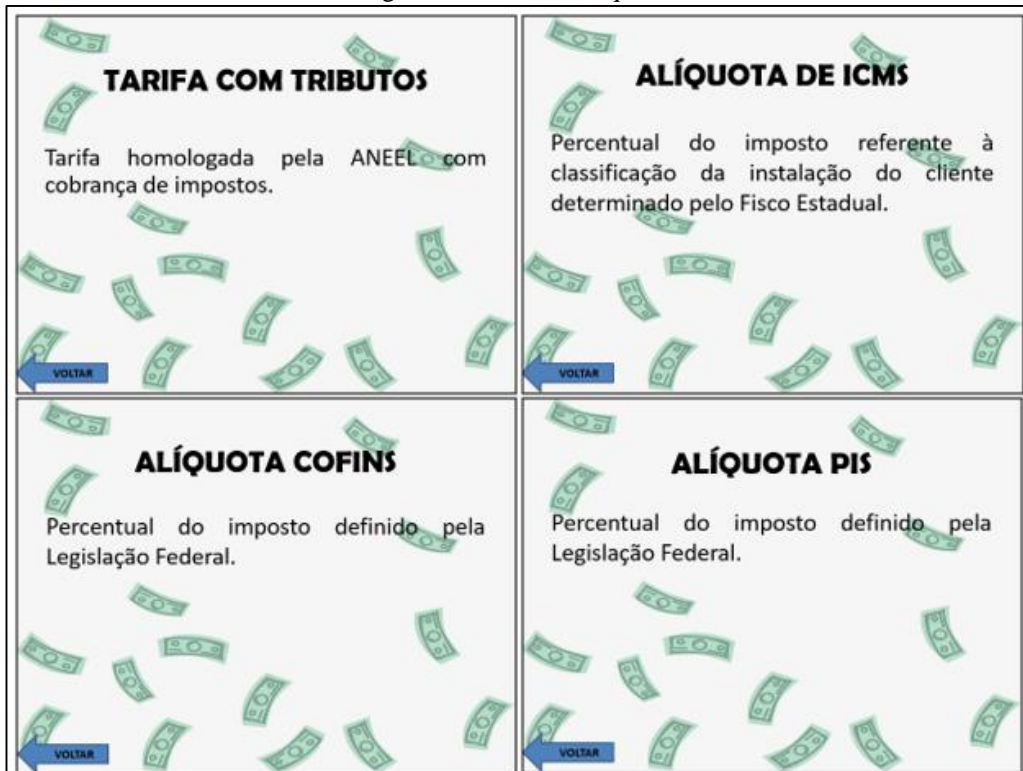 TARIFA COM TRIBUTOS
Tarifa homologada pela ANEEL com
cobrança de impostos.
VOLTAR
ALÍQUOTA DE ICMS
Percentual do imposto referente à
classificação da instalação do cliente
determinado pelo Fisco Estadual.
VOLTAR
ALÍQUOTA COFINS
Percentual do imposto definido pela
Legislação Federal.
VOLTAR
ALÍQUOTA PIS
Percentual do imposto definido pela
Legislação Federal.
VOLTAR